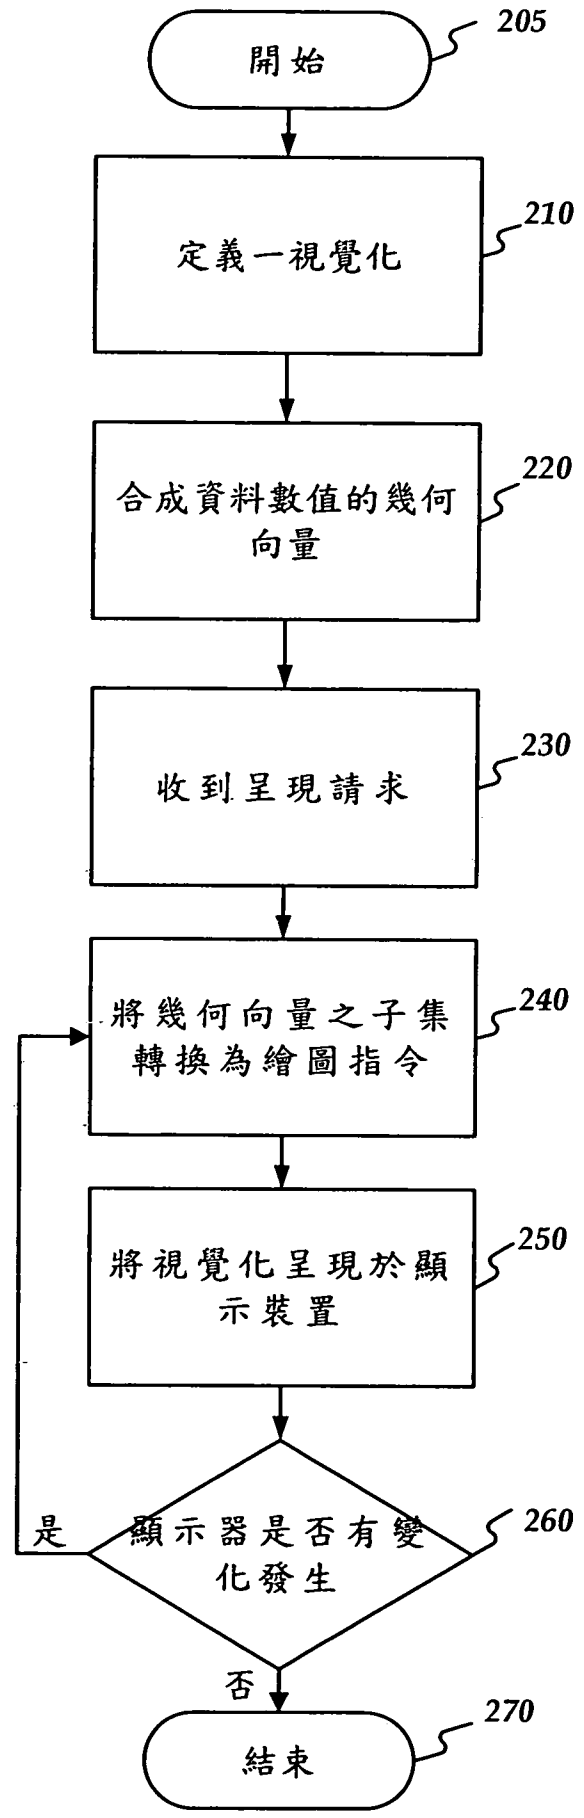 開始
205
定義一視覺化
210
合成資料數值的幾何
向量
220
收到呈現請求
230
將幾何向量之子集
轉換為繪圖指令
240
將視覺化呈現於顯
示裝置
250
顯示器是否有變
化發生
260
是
否
結束
270